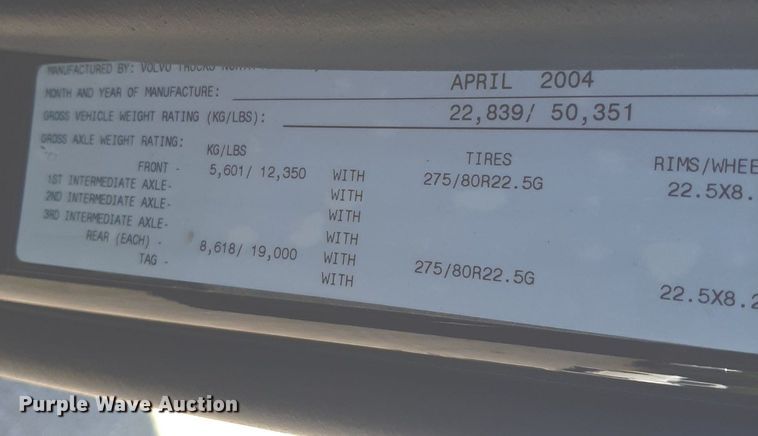 MANUFACTURED BY: VOLVO TRUCKS NORTH
MONTH AND YEAR OF MANUFACTURE: APRIL 2004
GROSS VEHICLE WEIGHT RATING (KG/LBS): 22,839/ 50,351
GROSS AXLE WEIGHT RATING: KG/LBS TIRES RIMS/WHEE
FRONT - 5,601/ 12,350 WITH 275/80R22.5G 22.5X8.
1ST INTERMEDIATE AXLE- WITH
2ND INTERMEDIATE AXLE- WITH
3RD INTERMEDIATE AXLE- WITH
REAR (EACH) - 8,618/ 19,000 WITH 275/80R22.5G 22.5X8.2
TAG - WITH
Purple Wave Auction